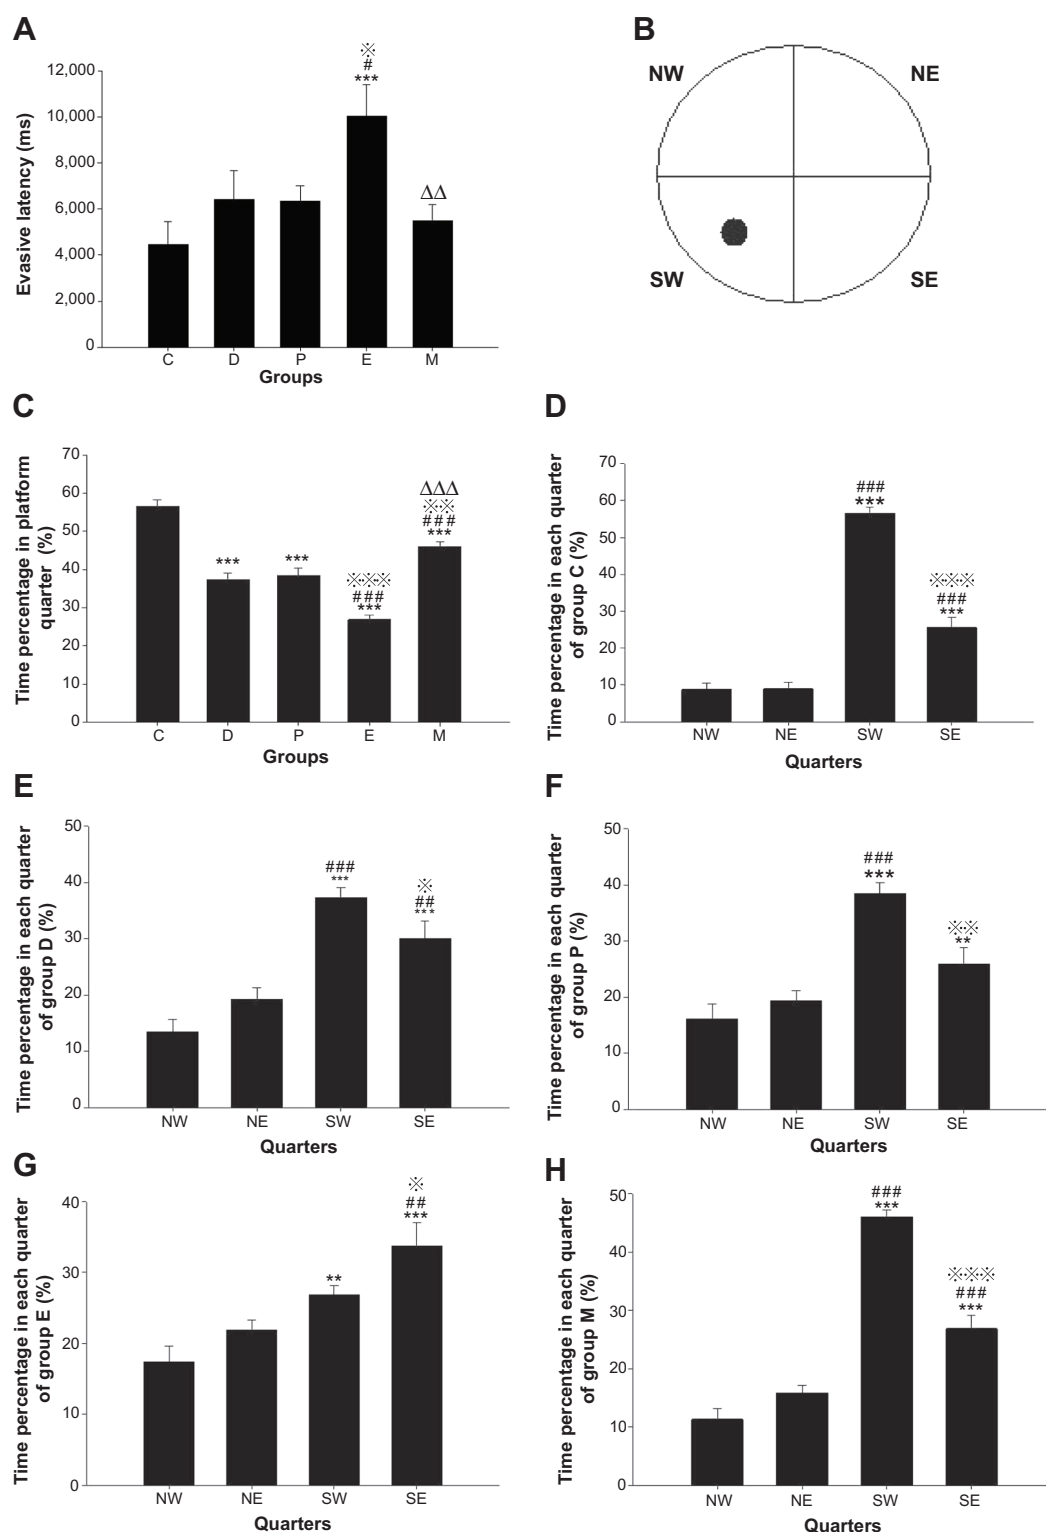 A
※
#
***
12,000
10,000
8,000
6,000
4,000
2,000
0
ΔΔ
Evasive latency (ms)
C D P E M
Groups
B
NW NE
SW SE
C
70
60
50
40
30
20
10
0
Time percentage in platform
quarter (%)
***
***
※※※
###
***
ΔΔΔ
※※
###
***
C D P E M
Groups
D
70
60
50
40
30
20
10
0
Time percentage in each quarter
of group C (%)
###
***
※※※
###
***
NW NE SW SE
Quarters
E
50
40
30
20
10
0
Time percentage in each quarter
of group D (%)
###
***
※
##
***
NW NE SW SE
Quarters
F
50
40
30
20
10
0
Time percentage in each quarter
of group P (%)
###
***
※※
**
NW NE SW SE
Quarters
G
40
30
20
10
0
Time percentage in each quarter
of group E (%)
**
※
##
***
NW NE SW SE
Quarters
H
50
40
30
20
10
0
Time percentage in each quarter
of group M (%)
###
***
※※※
###
***
NW NE SW SE
Quarters